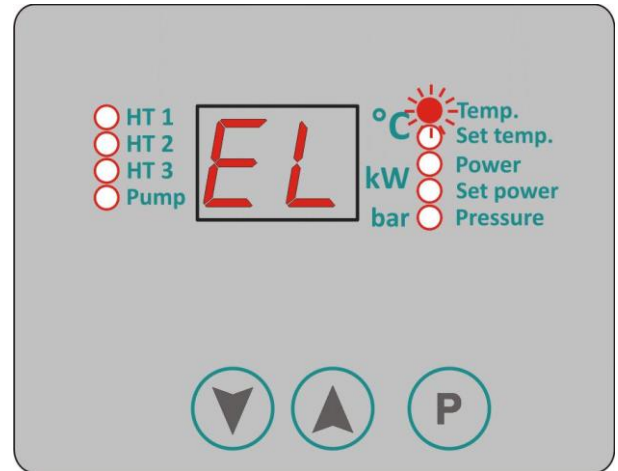 HT 1
HT 2
HT 3
Pump
EL
°C
kW
bar
Temp.
Set temp.
Power
Set power
Pressure
P